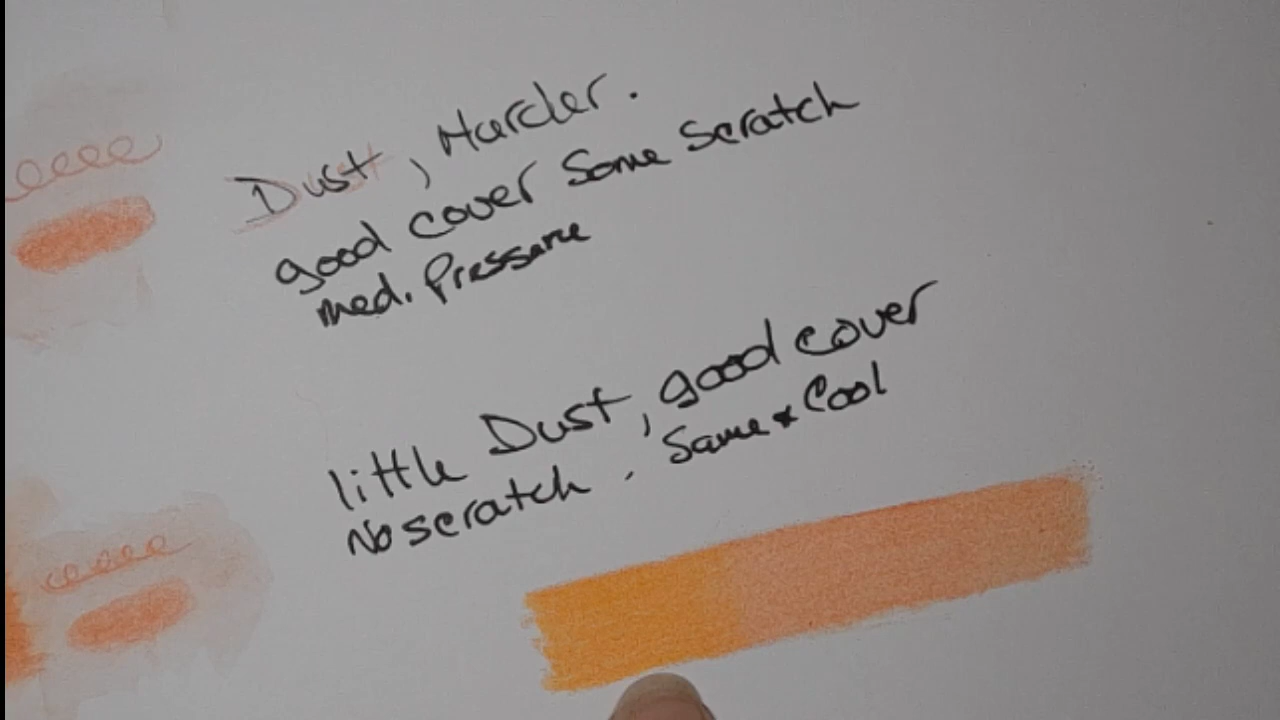 Dust, Harder.
good cover Some Scratch
med. Pressure
little Dust, good cover
No scratch. Same & Cool